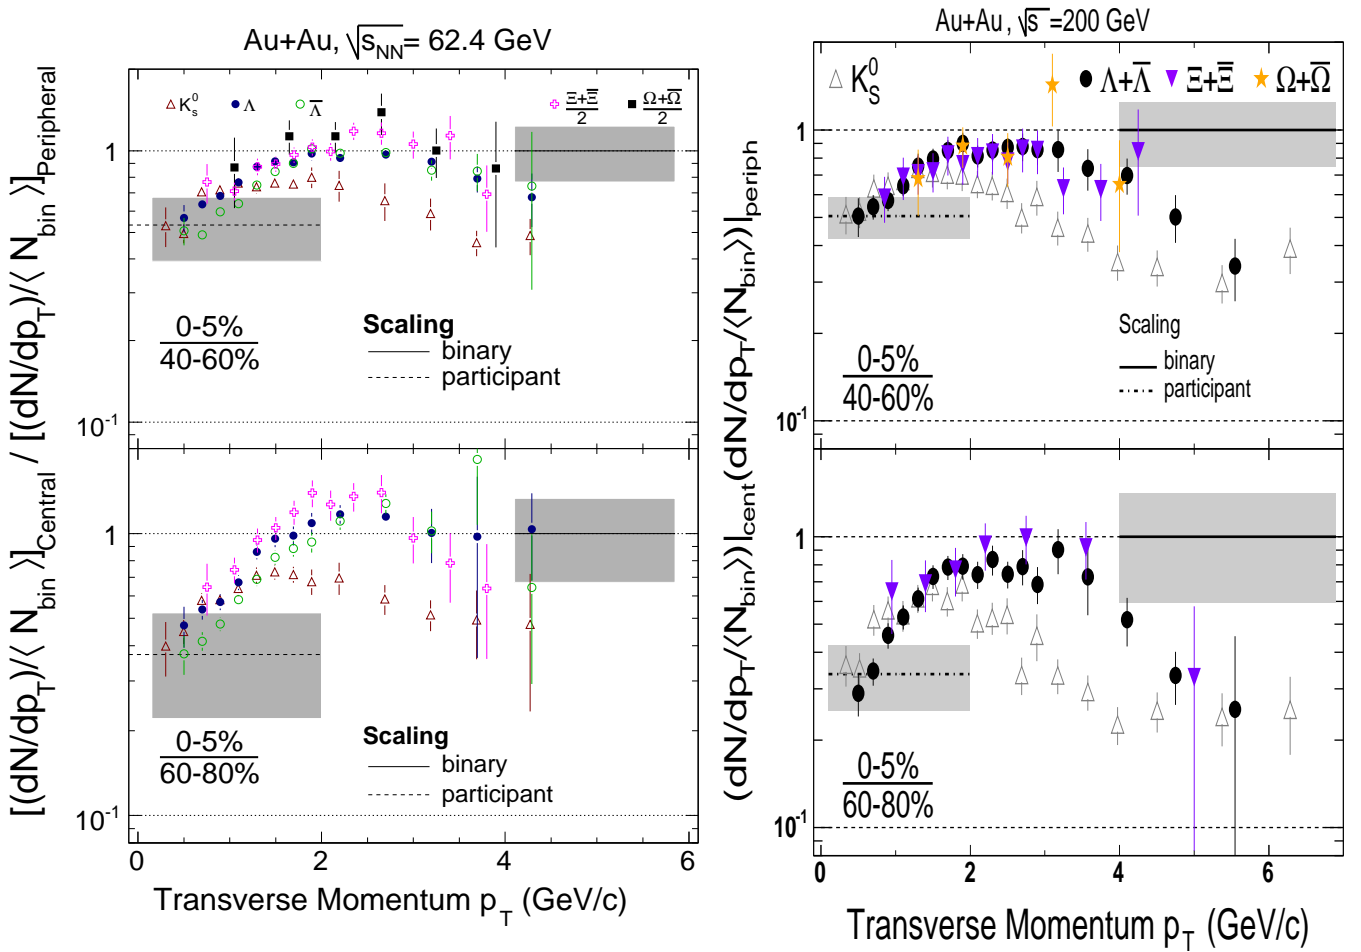 Au+Au, √s_NN = 62.4 GeV
[(dN/dp_T)/⟨ N_bin ⟩]_Central / [(dN/dp_T)/⟨ N_bin ⟩]_Peripheral
K_s^0 Λ Λ̅ Ξ+Ξ̅/2 Ω+Ω̅/2
1
0-5%
40-60%
Scaling
binary
participant
10^-1
1
0-5%
60-80%
Scaling
binary
participant
10^-1
0 2 4 6
Transverse Momentum p_T (GeV/c)
Au+Au, √s =200 GeV
(dN/dp_T/⟨N_bin⟩)|_cent(dN/dp_T/⟨N_bin⟩)|_periph
K_S^0 Λ+Λ̅ Ξ+Ξ̅ Ω+Ω̅
1
0-5%
40-60%
Scaling
binary
participant
10^-1
1
0-5%
60-80%
10^-1
0 2 4 6
Transverse Momentum p_T (GeV/c)